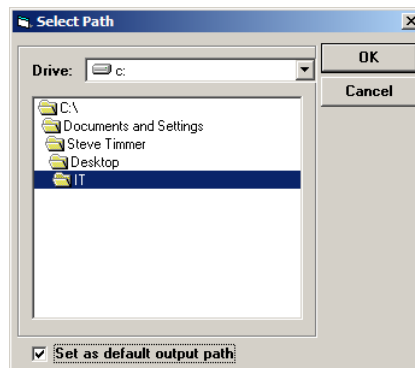 Select Path
Drive: c:
OK
Cancel
C:\
Documents and Settings
Steve Timmer
Desktop
IT
Set as default output path